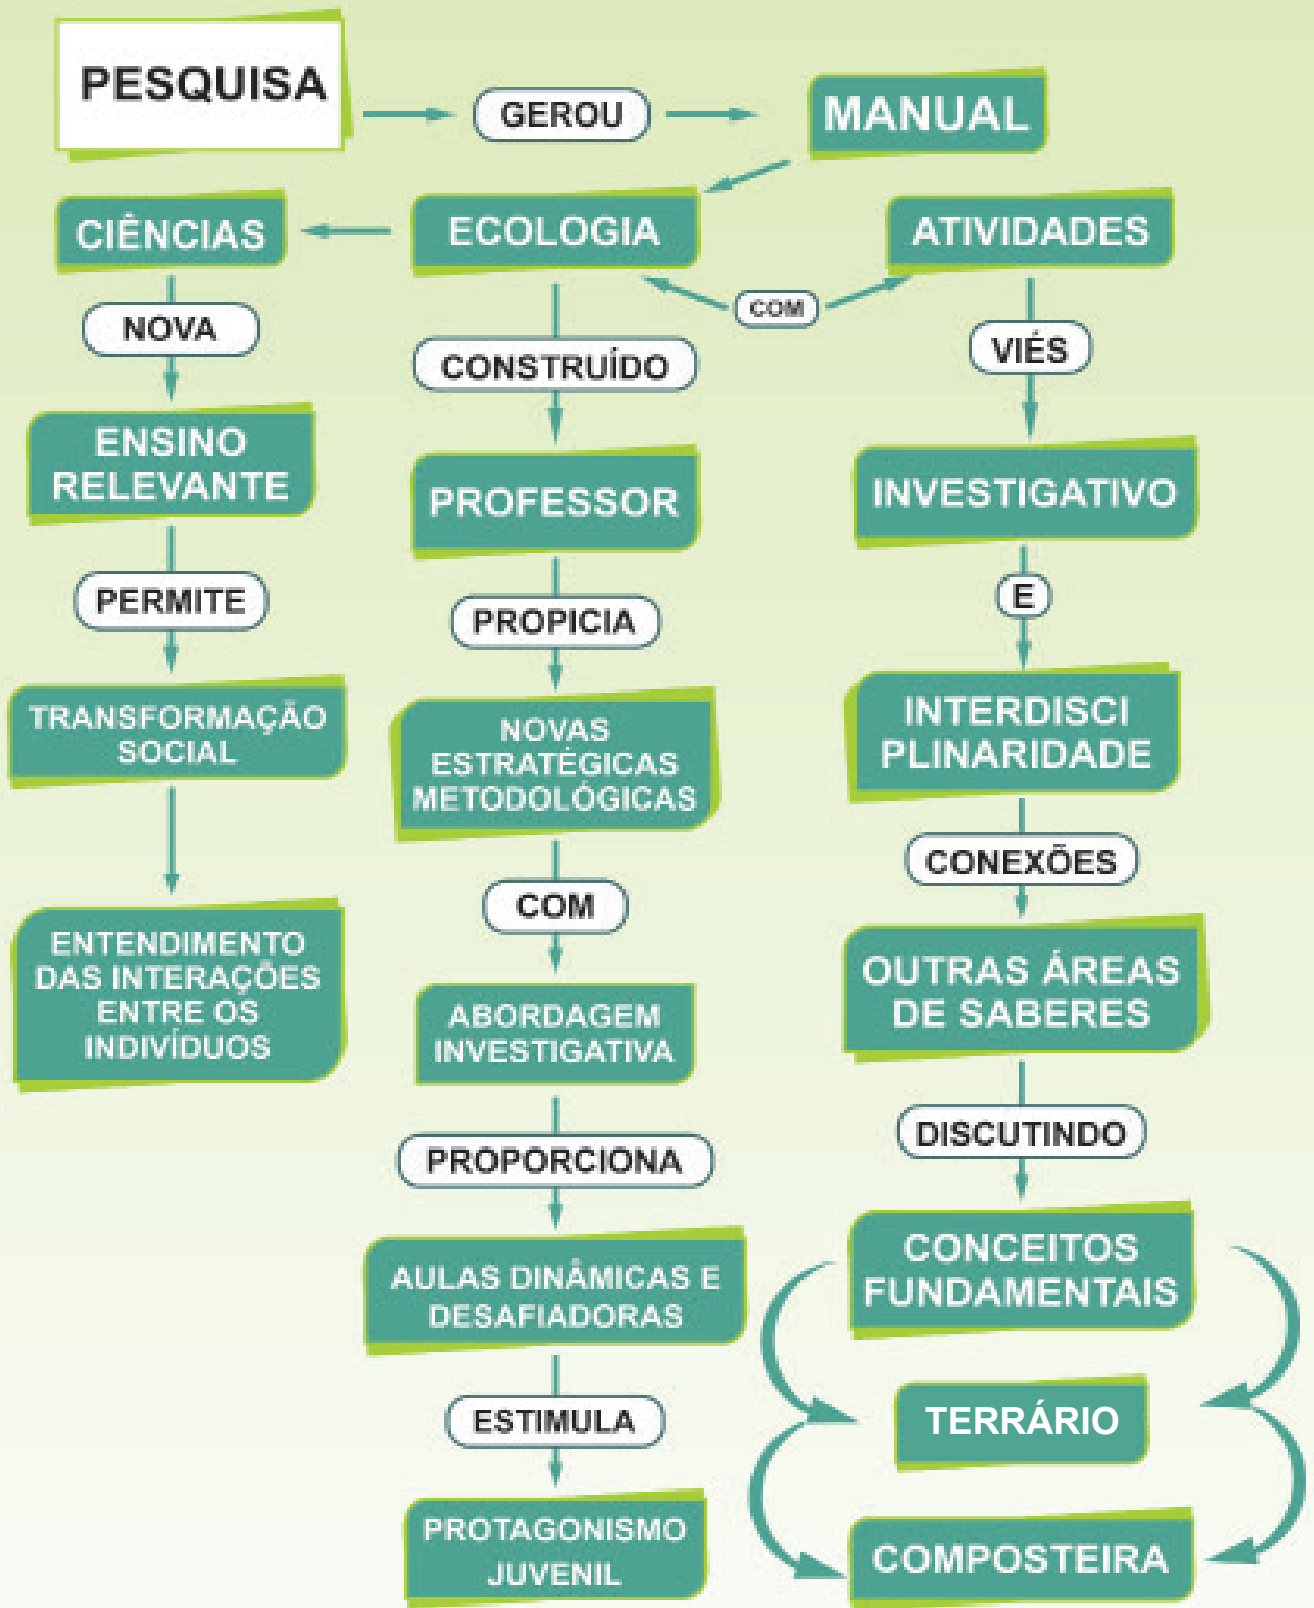 PESQUISA
GEROU
MANUAL
CIÊNCIAS
ECOLOGIA
ATIVIDADES
COM
NOVA
CONSTRUÍDO
VIÉS
ENSINO
RELEVANTE
PROFESSOR
INVESTIGATIVO
PERMITE
PROPICIA
E
TRANSFORMAÇÃO
SOCIAL
NOVAS
ESTRATÉGICAS
METODOLÓGICAS
INTERDISCI
PLINARIDADE
COM
CONEXÕES
ENTENDIMENTO
DAS INTERAÇÕES
ENTRE OS
INDIVÍDUOS
ABORDAGEM
INVESTIGATIVA
OUTRAS ÁREAS
DE SABERES
PROPORCIONA
DISCUTINDO
AULAS DINÂMICAS E
DESAFIADORAS
CONCEITOS
FUNDAMENTAIS
ESTIMULA
TERRÁRIO
PROTAGONISMO
JUVENIL
COMPOSTEIRA